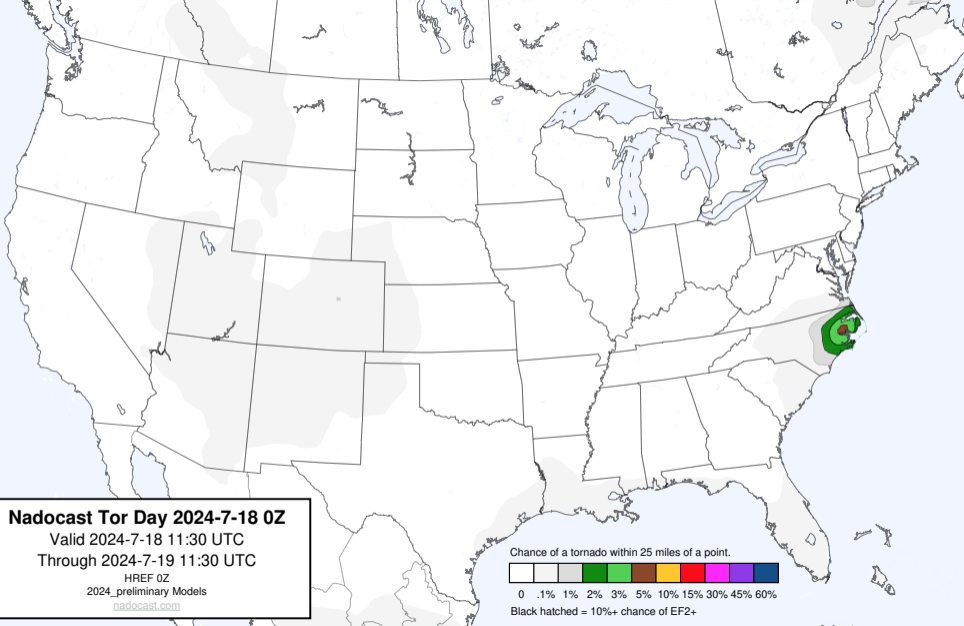 Nadocast Tor Day 2024-7-18 0Z
Valid 2024-7-18 11:30 UTC
Through 2024-7-19 11:30 UTC
HREF 0Z
2024_preliminary Models
nadocast.com
Chance of a tornado within 25 miles of a point.
0 .1% 1% 2% 3% 5% 10% 15% 30% 45% 60%
Black hatched = 10%+ chance of EF2+